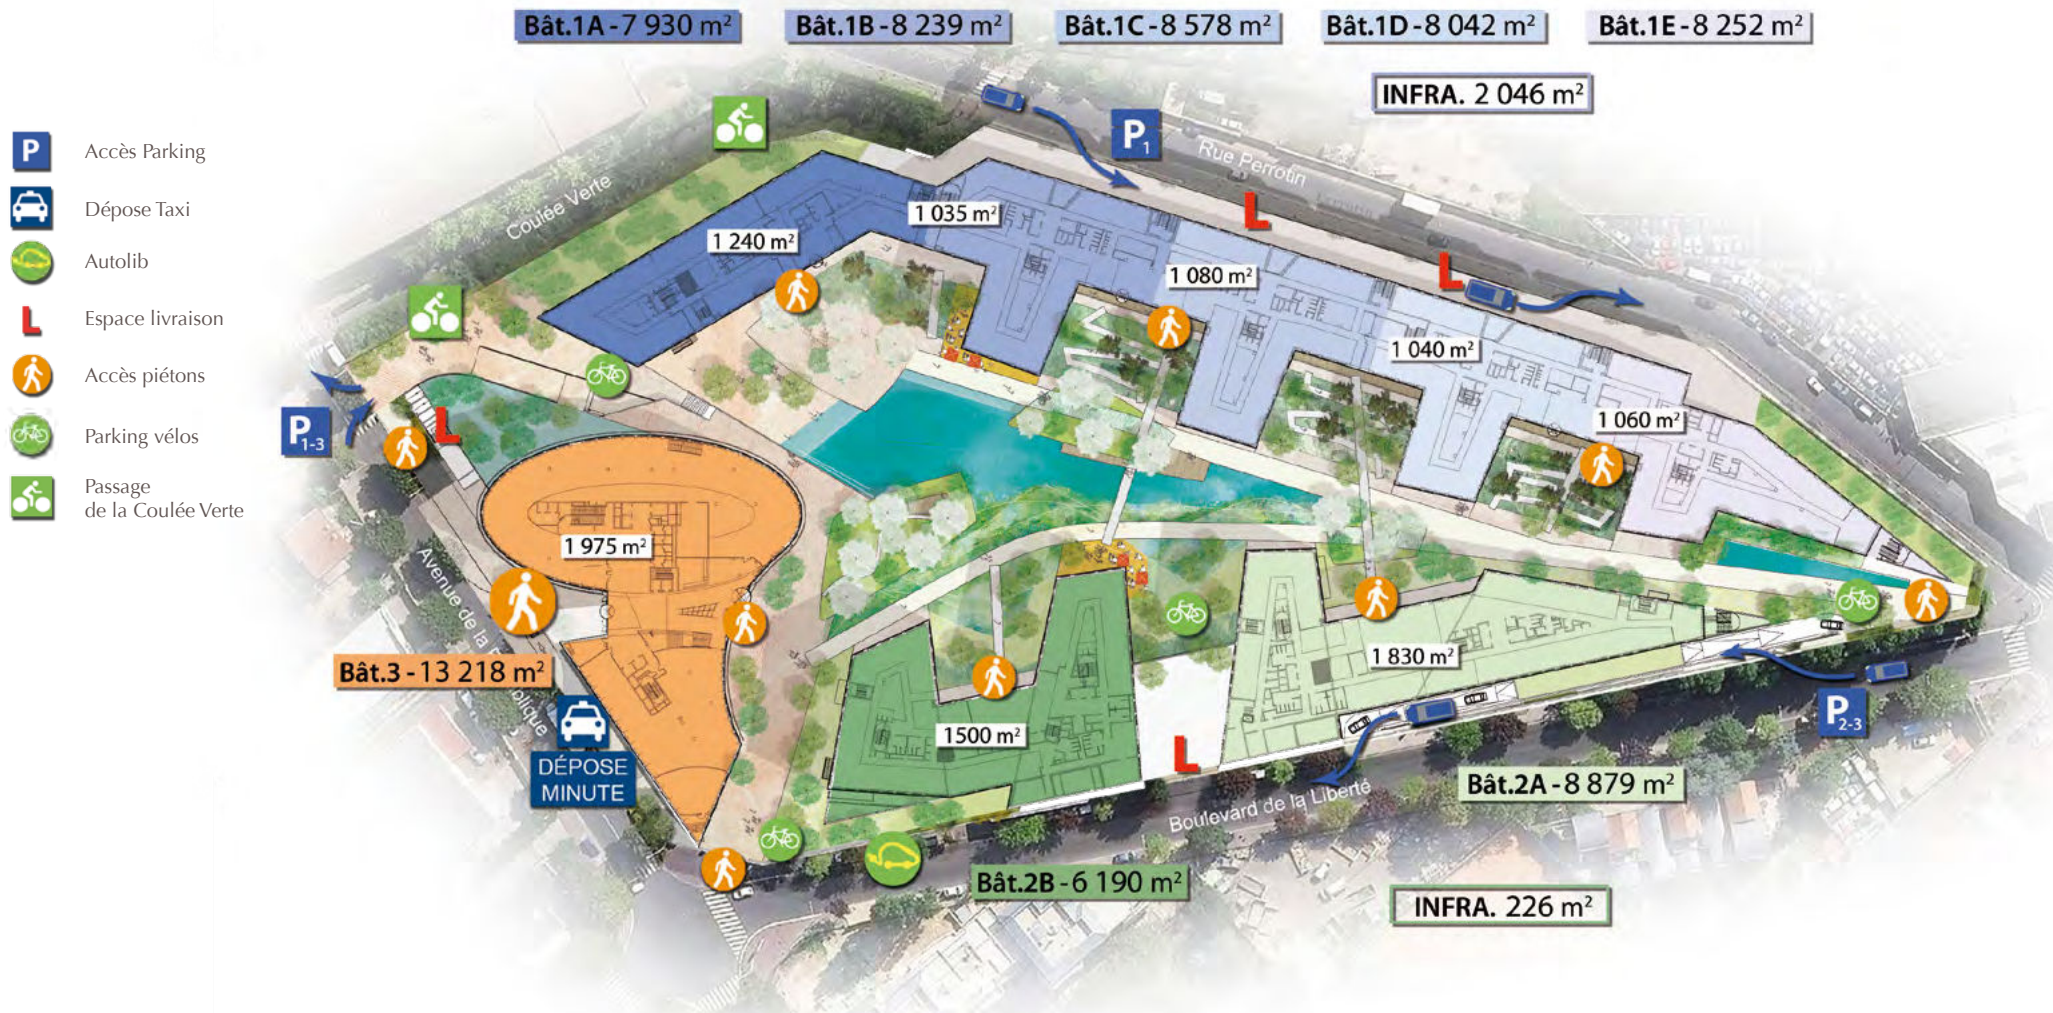 Bât.1A - 7 930 m²
Bât.1B - 8 239 m²
Bât.1C - 8 578 m²
Bât.1D - 8 042 m²
Bât.1E - 8 252 m²
INFRA. 2 046 m²
P Accès Parking
Dépose Taxi
Autolib
L Espace livraison
Accès piétons
Parking vélos
Passage
de la Coulée Verte
P1
Rue Perrotin
Coulée Verte
L
L
1 035 m²
1 240 m²
1 080 m²
1 040 m²
1 060 m²
P1-3
L
1 975 m²
Avenue de la
Bât.3 - 13 218 m²
DÉPOSE
MINUTE
1 830 m²
1500 m²
L
P2-3
Boulevard de la Liberté
Bât.2A - 8 879 m²
Bât.2B - 6 190 m²
INFRA. 226 m²